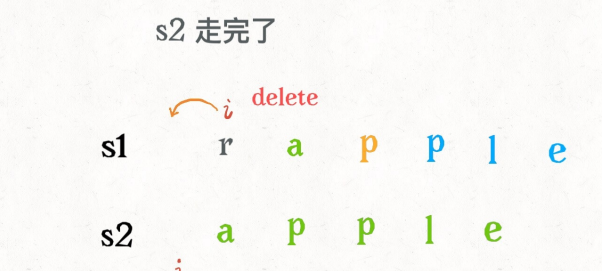 s2 走完了
i delete
s1 r a p p l e
s2 a p p l e